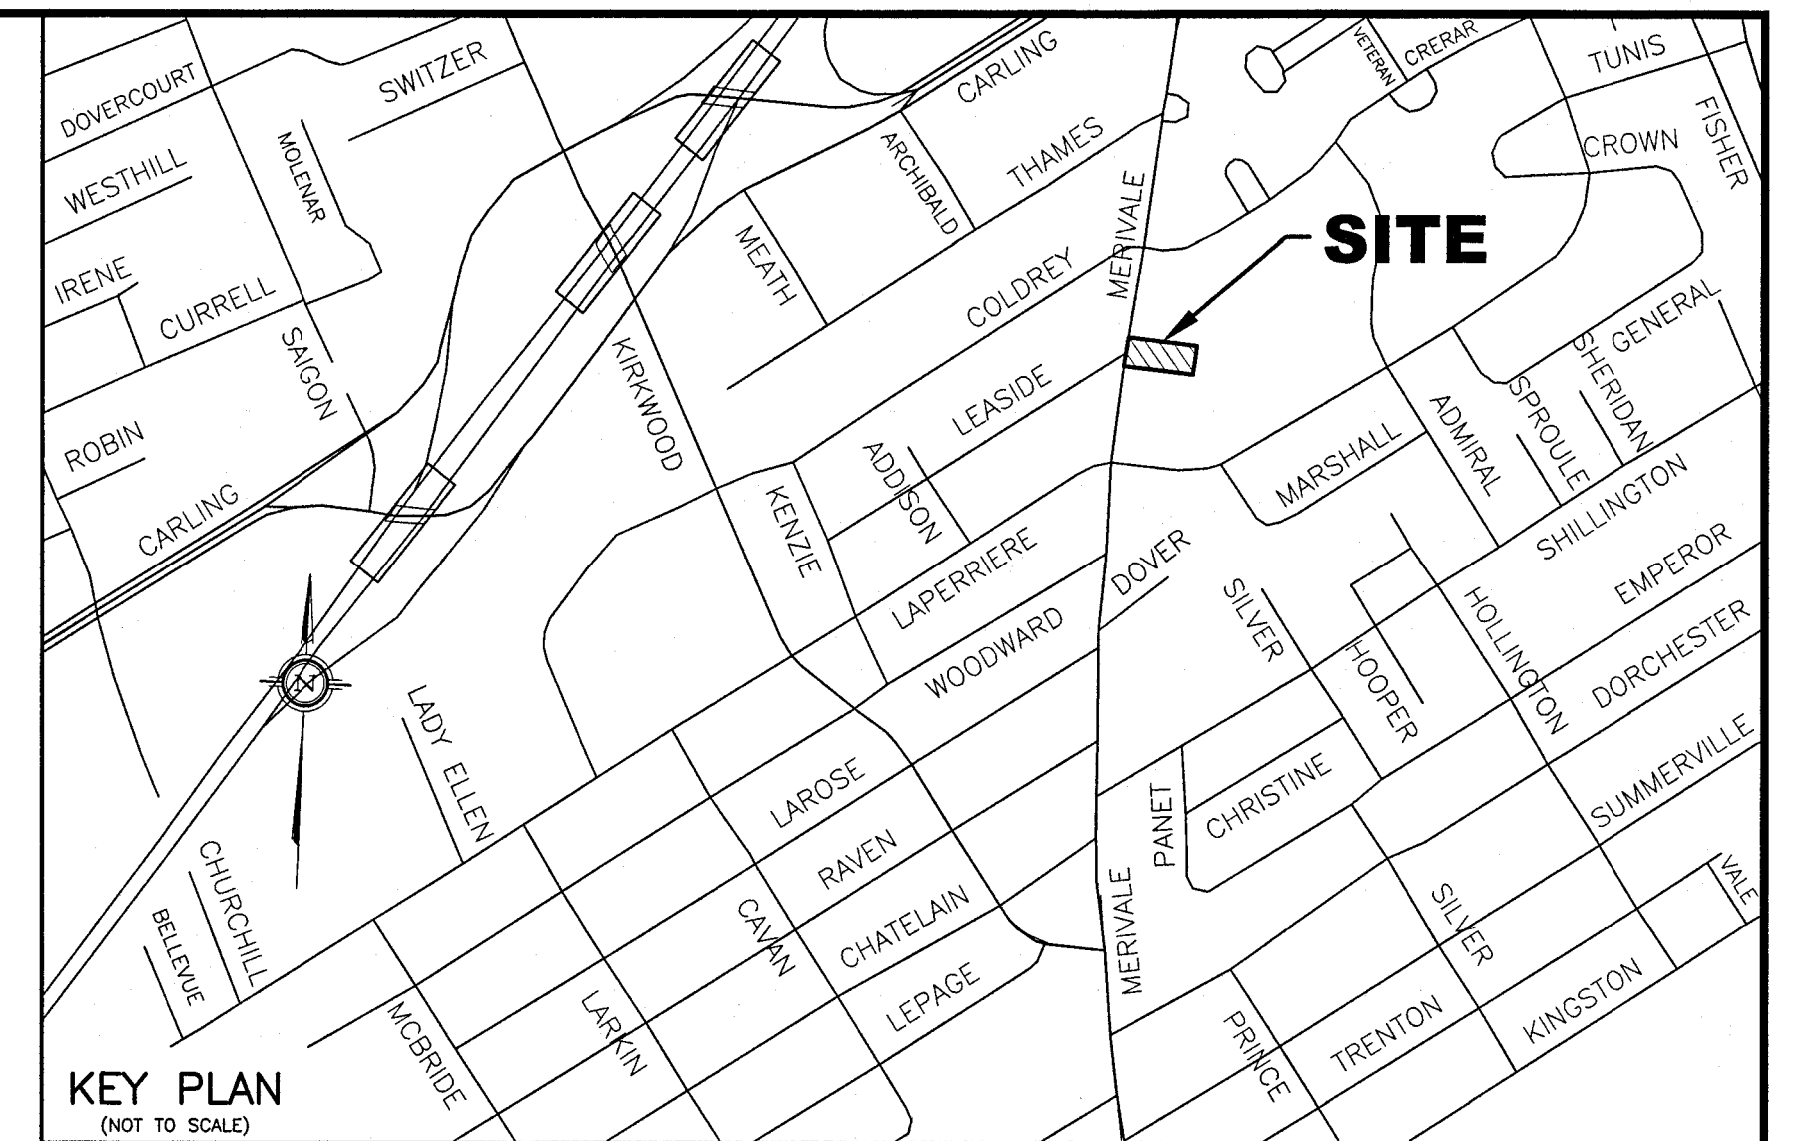 CARLING
VETERAN
CRERAR
TUNIS
SWITZER
DOVERCOURT
FISHER
CROWN
MOLENAR
ARCHIBALD
THAMES
WESTHILL
MERIVALE
SITE
MEATH
IRENE
CURRELL
COLDREY
GENERAL
SAIGON
KIRKWOOD
LEASIDE
SHERIDAN
SPROULE
ADMIRAL
MARSHALL
ROBIN
ADDISON
CARLING
KENZIE
SHILLINGTON
LAPERRIERE
DOVER
EMPEROR
SILVER
HOLLINGTON
WOODWARD
HOOPER
DORCHESTER
N
LADY ELLEN
LAROSE
PANET
CHRISTINE
SUMMERVILLE
RAVEN
CHURCHILL
VALE
MERIVALE
BELLEVUE
CAVAN
CHATELAIN
SILVER
LEPAGE
KINGSTON
LARKIN
MCBRIDE
PRINCE
TRENTON
KEY PLAN
(NOT TO SCALE)